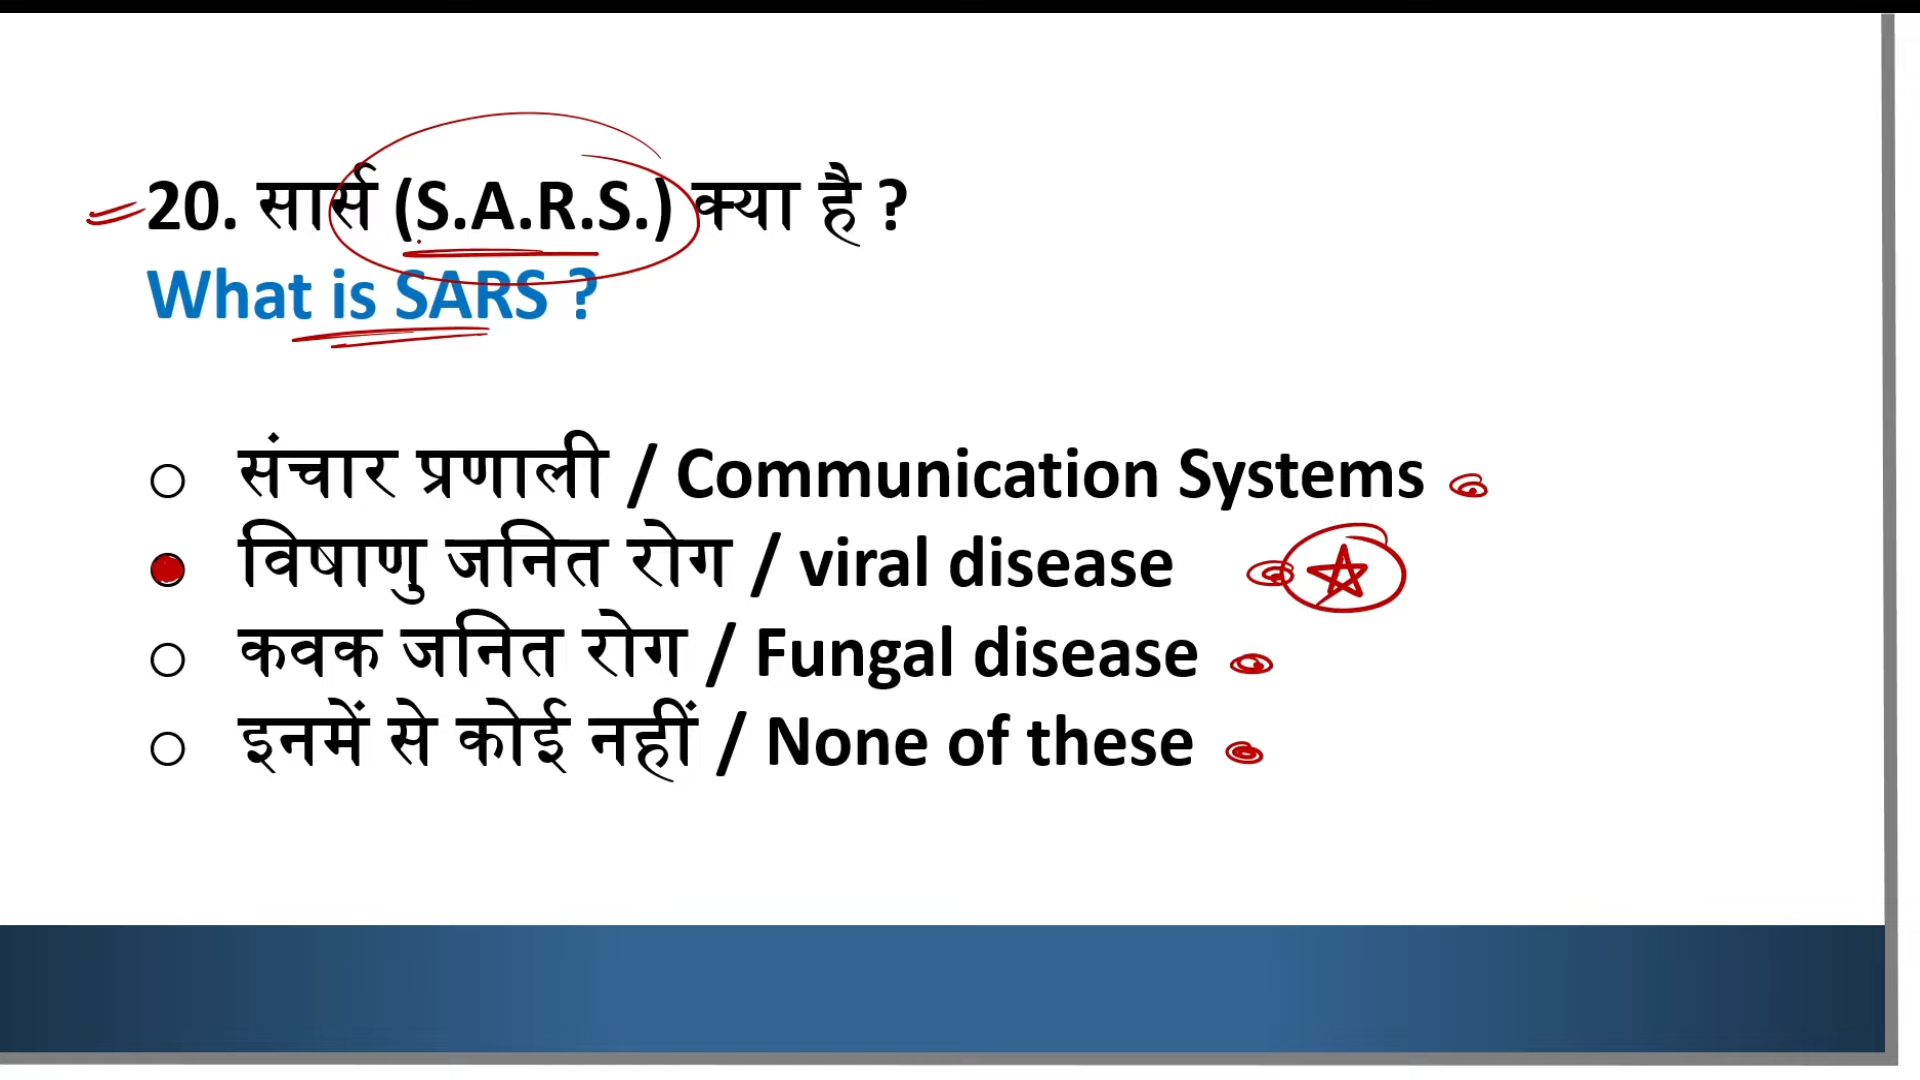 20. सार्स (S.A.R.S.) क्या है ?
What is SARS ?
संचार प्रणाली / Communication Systems
विषाणु जनित रोग / viral disease
कवक जनित रोग / Fungal disease
इनमें से कोई नहीं / None of these